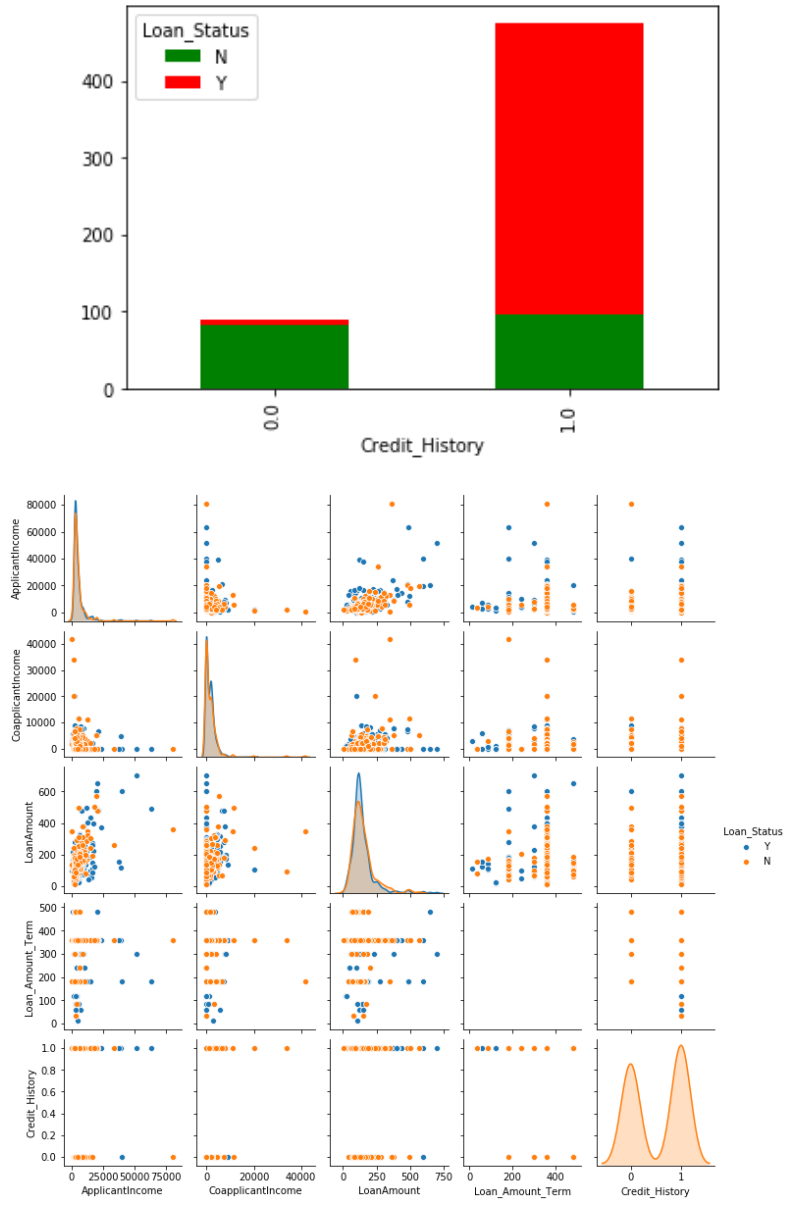 Loan_Status
N
Y
400
300
200
100
0
0.0
1.0
Credit_History
80000
60000
40000
20000
0
ApplicantIncome
40000
30000
20000
10000
0
CoapplicantIncome
600
400
200
0
LoanAmount
Loan_Status
Y
N
500
400
300
200
100
0
Loan_Amount_Term
1.0
0.8
0.6
0.4
0.2
0.0
Credit_History
0 25000 50000 75000
0 20000 40000
0 250 500 750
0 200 400
0 1
ApplicantIncome
CoapplicantIncome
LoanAmount
Loan_Amount_Term
Credit_History